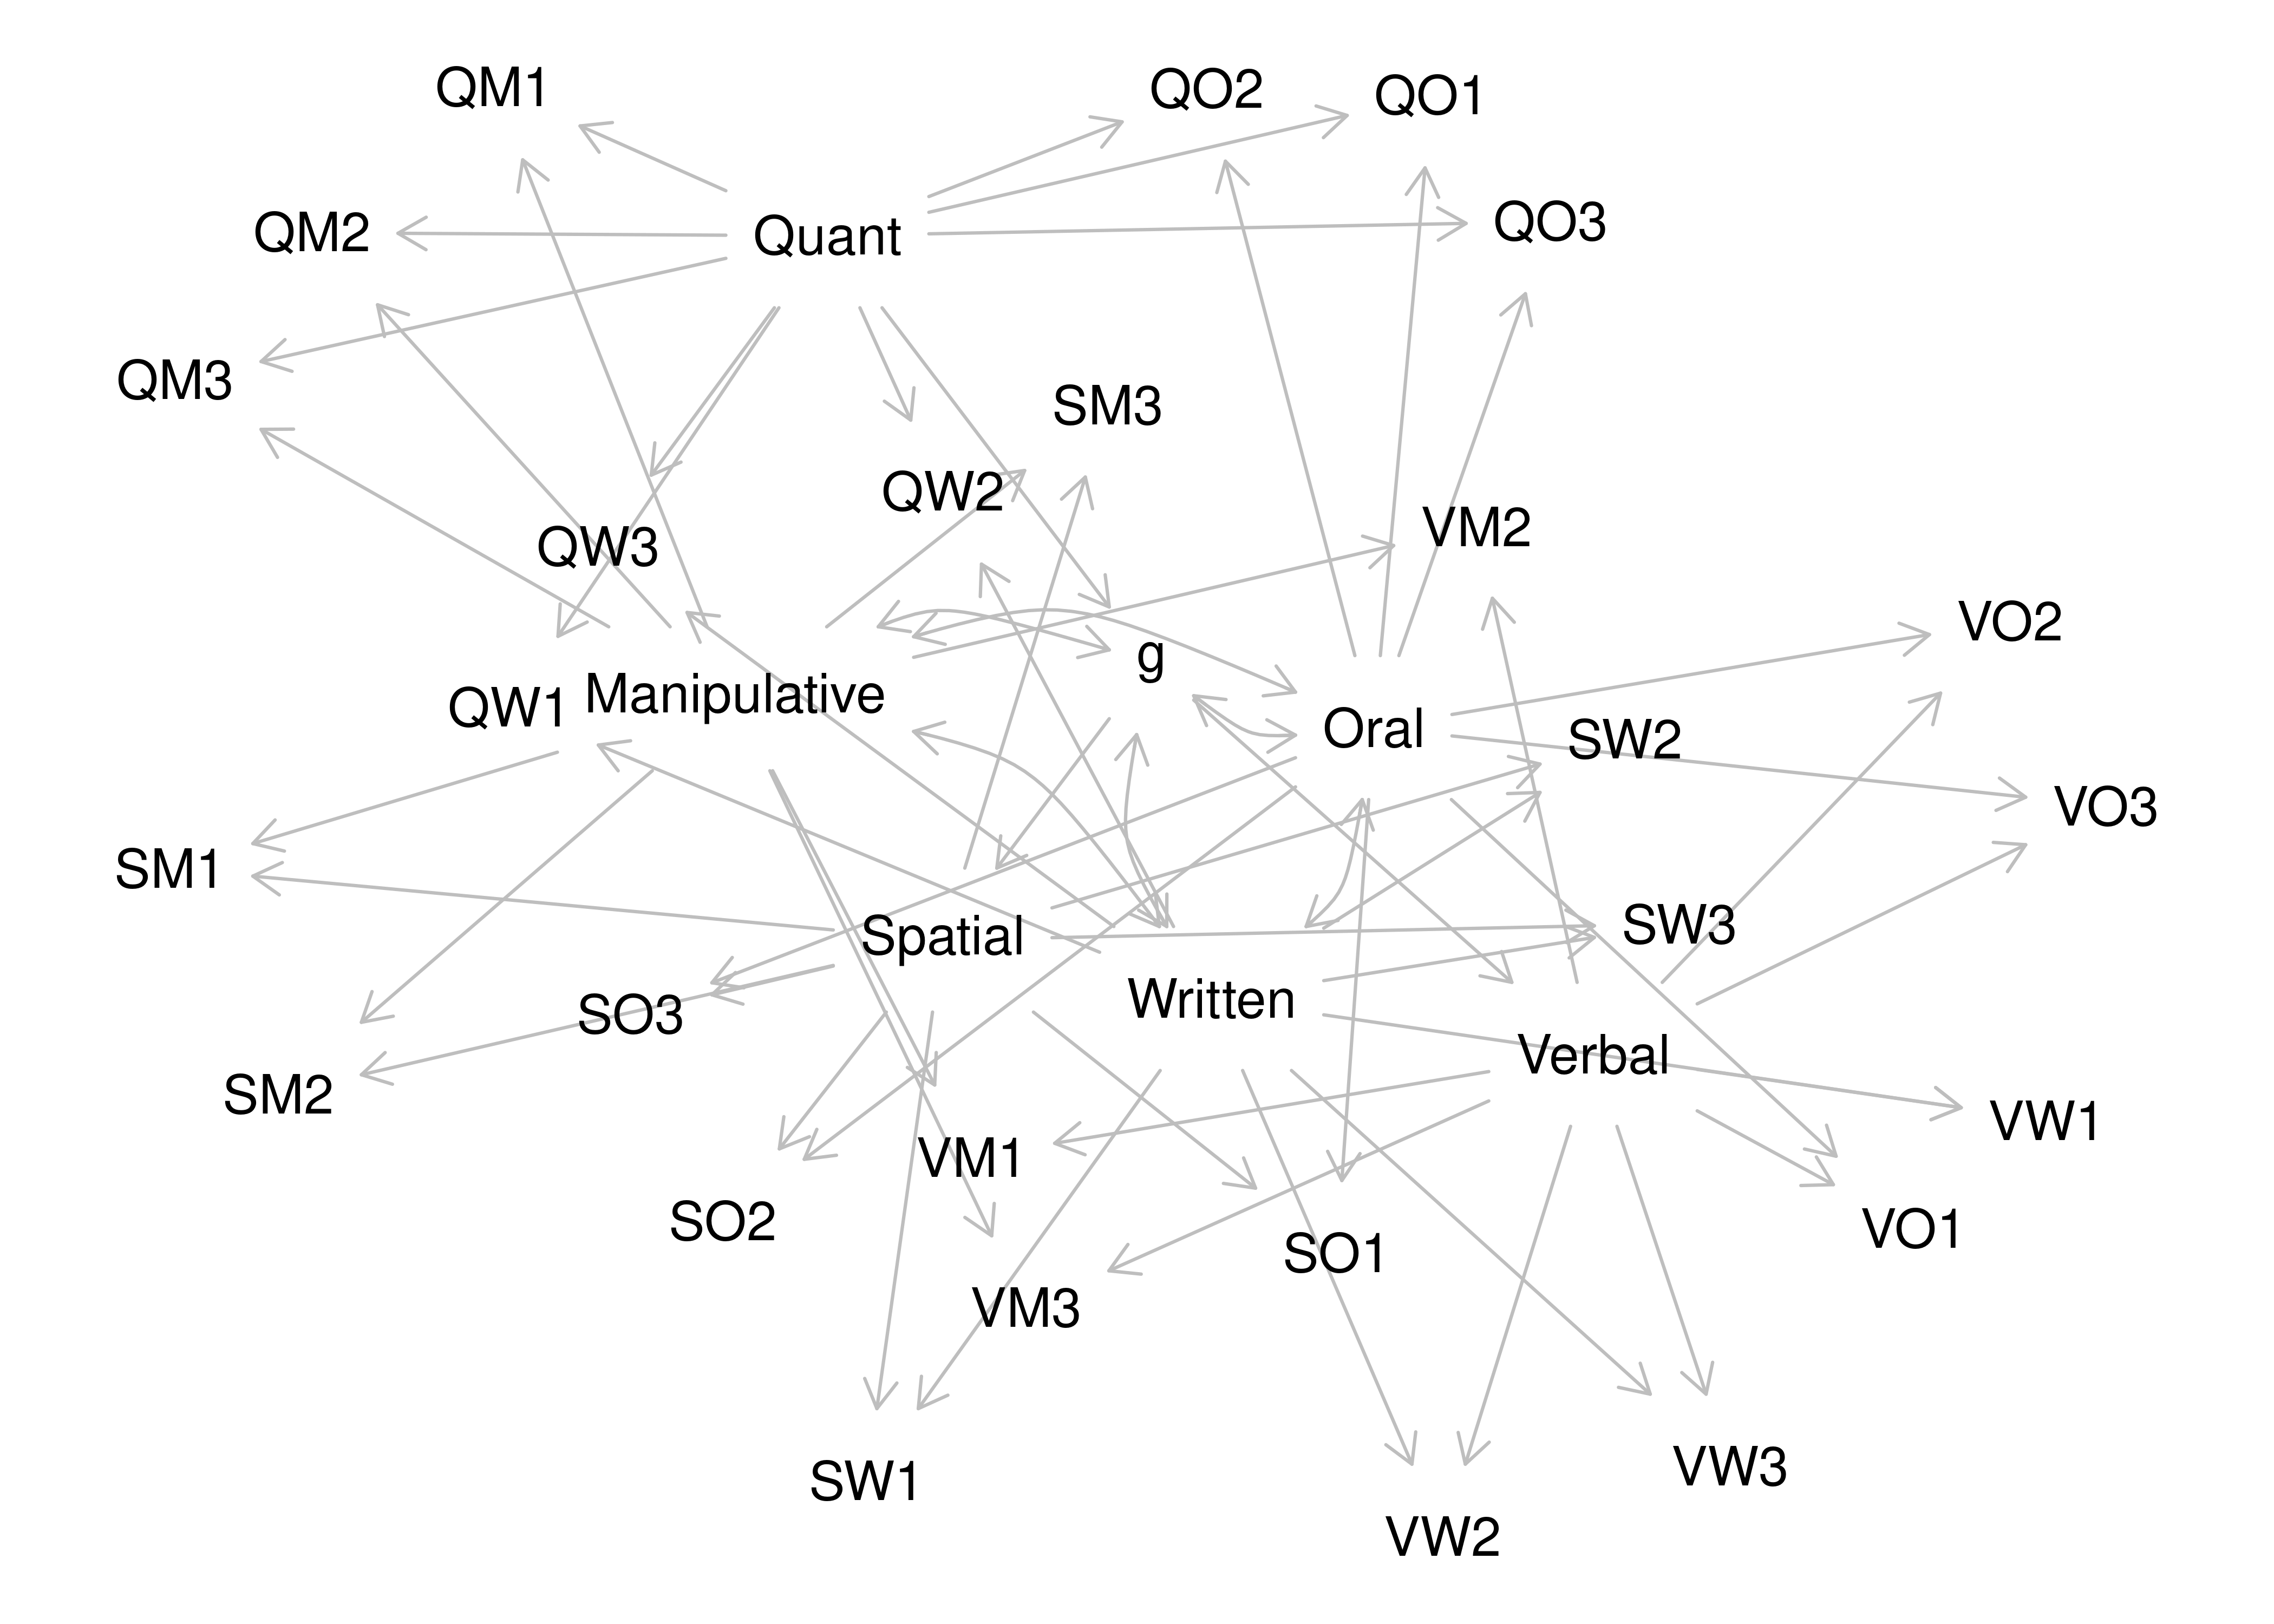 QM1
QO2
QO1
QM2
Quant
QO3
QM3
SM3
QW2
VM2
QW3
VO2
g
QW1
Manipulative
Oral
SW2
VO3
SM1
Spatial
SW3
SO3
Written
Verbal
SM2
VW1
VM1
SO2
SO1
VO1
VM3
SW1
VW3
VW2